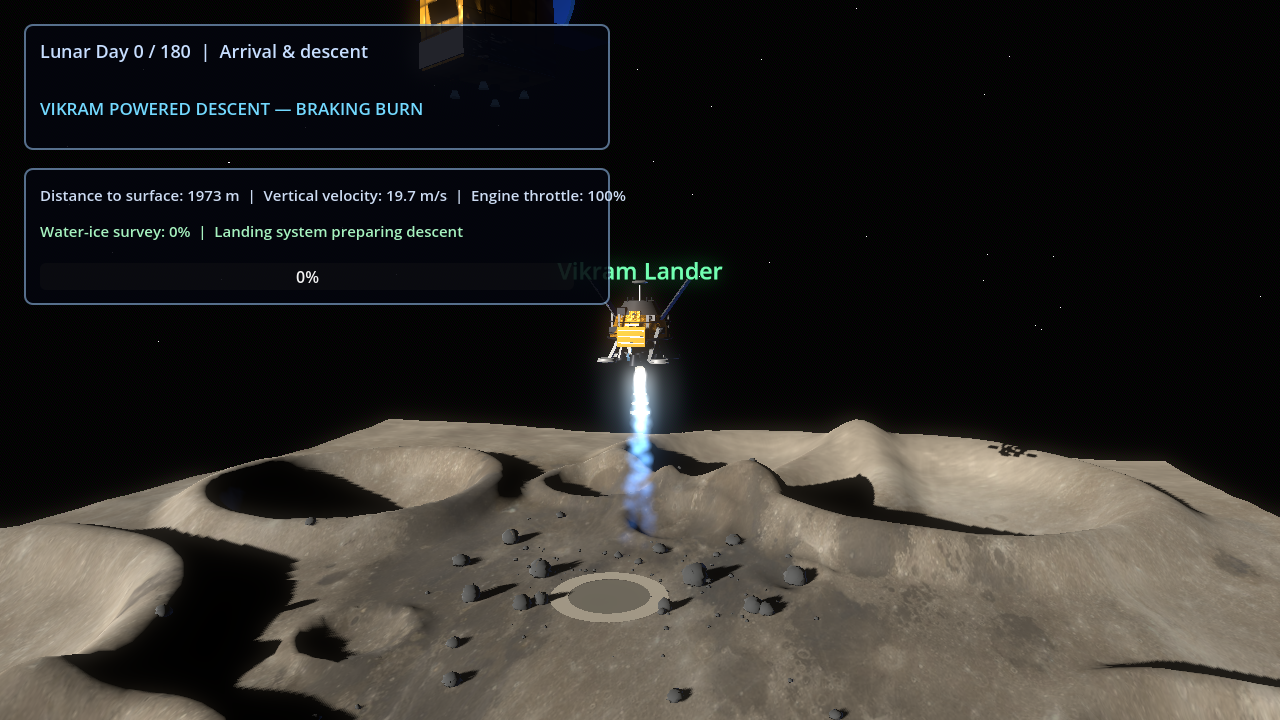 Lunar Day 0 / 180 | Arrival & descent
VIKRAM POWERED DESCENT — BRAKING BURN
Distance to surface: 1973 m | Vertical velocity: 19.7 m/s | Engine throttle: 100%
Water-ice survey: 0% | Landing system preparing descent
0%
Vikram Lander